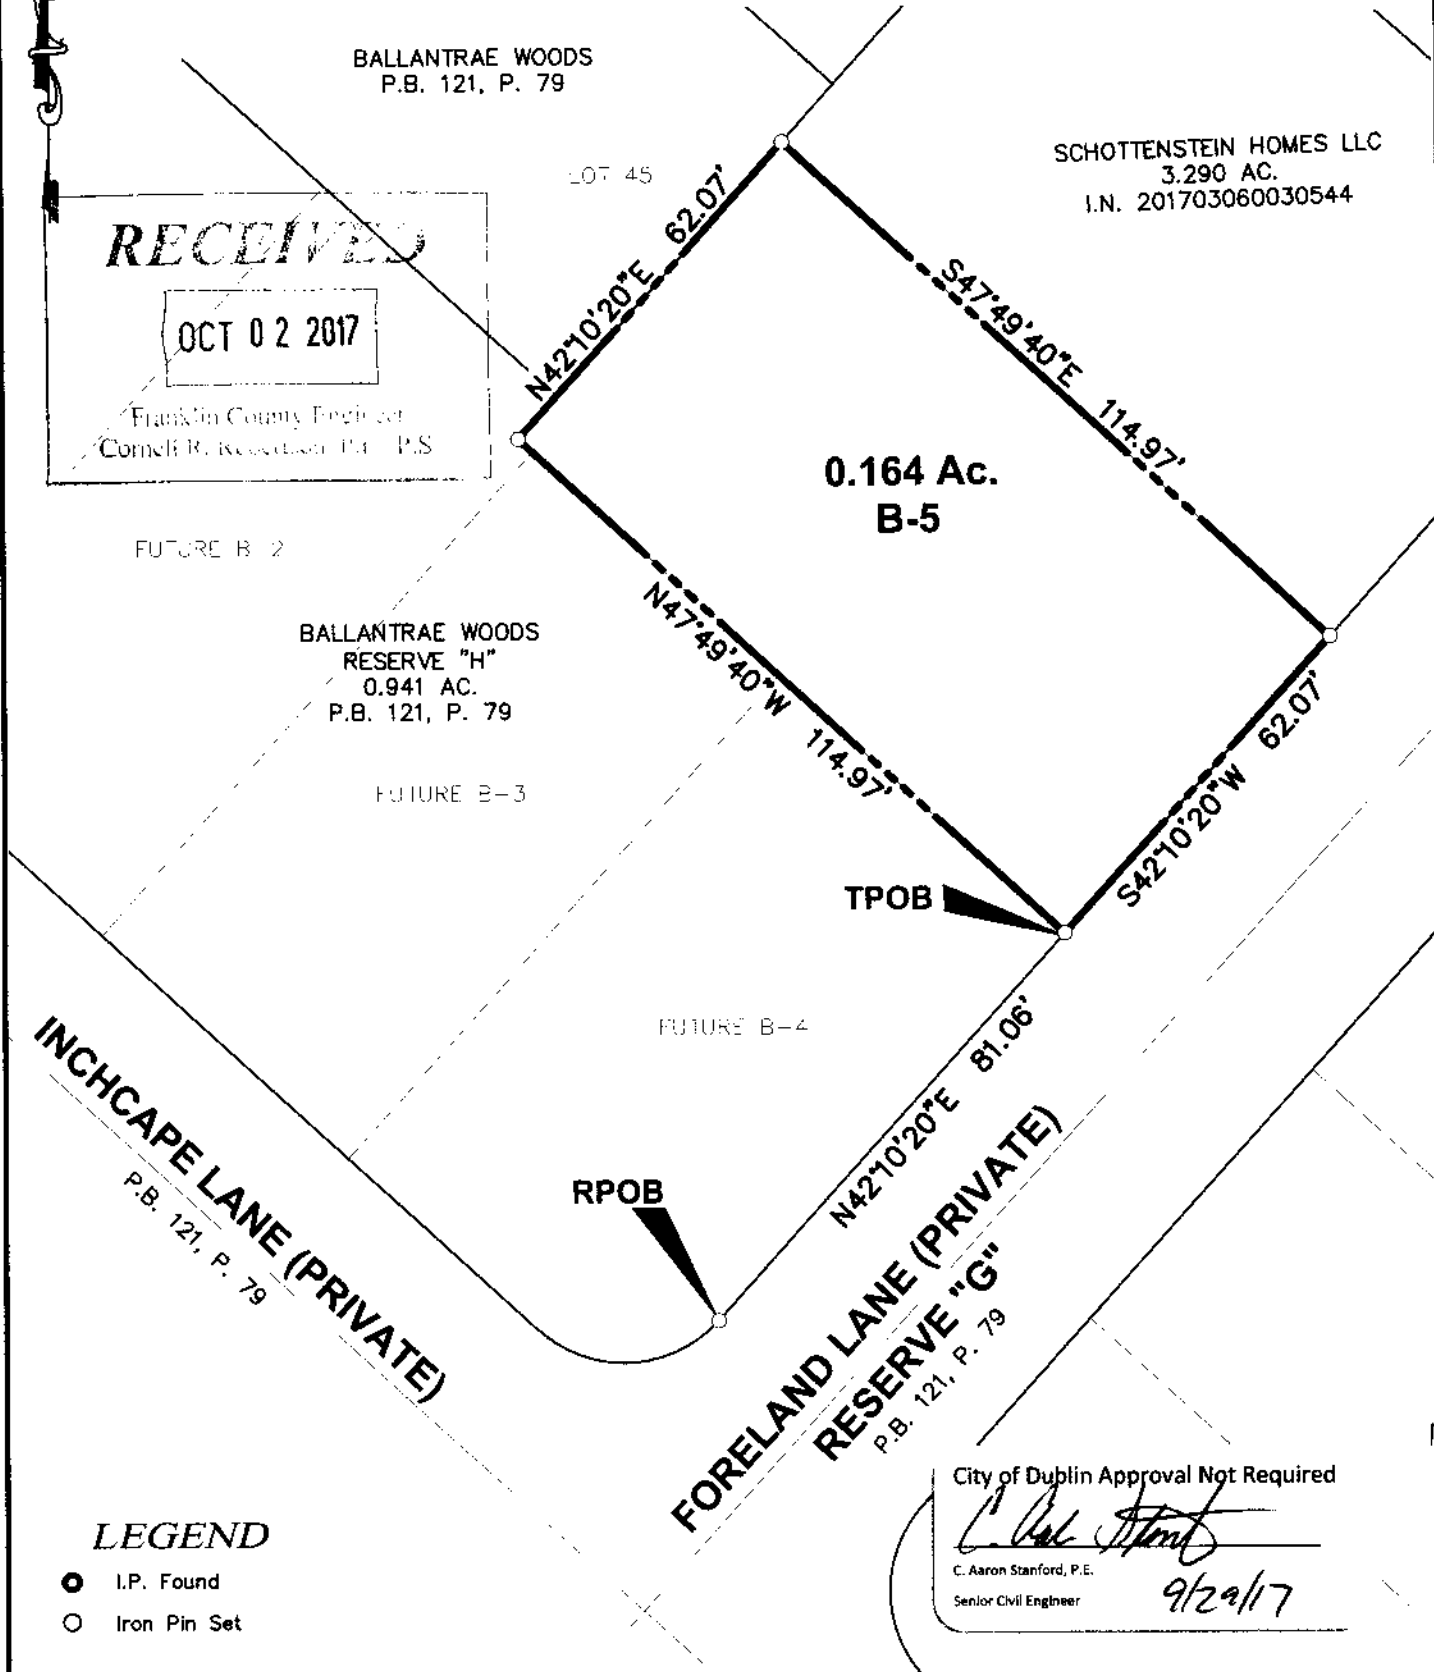 BALLANTRAE WOODS
P.B. 121, P. 79
LOT 45
SCHOTTENSTEIN HOMES LLC
3.290 AC.
I.N. 201703060030544
RECEIVED
OCT 02 2017
Franklin County Engineer
Cornell R. Robertson, P.E., P.S.
N42°10'20"E 62.07'
S47°49'40"E 114.97'
0.164 Ac.
B-5
FUTURE B-2
BALLANTRAE WOODS
RESERVE "H"
0.941 AC.
P.B. 121, P. 79
N47°49'40"W 114.97'
S42°10'20"W 62.07'
FUTURE B-3
TPOB
FUTURE B-4
N42°10'20"E 81.06'
RPOB
INCHCAPE LANE (PRIVATE)
P.B. 121, P. 79
FORELAND LANE (PRIVATE)
RESERVE "G"
P.B. 121, P. 79
City of Dublin Approval Not Required
C. Aaron Stanford, P.E.
Senior Civil Engineer
9/29/17
LEGEND
I.P. Found
Iron Pin Set